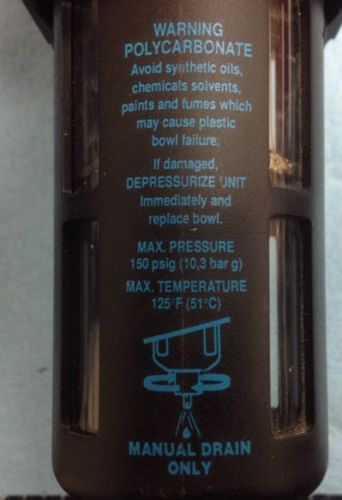 WARNING
POLYCARBONATE
Avoid synthetic oils,
chemicals solvents,
paints and fumes which
may cause plastic
bowl failure.
If damaged,
DEPRESSURIZE UNIT
Immediately and
replace bowl.
MAX. PRESSURE
150 psig (10,3 bar g)
MAX. TEMPERATURE
125°F (51°C)
MANUAL DRAIN
ONLY